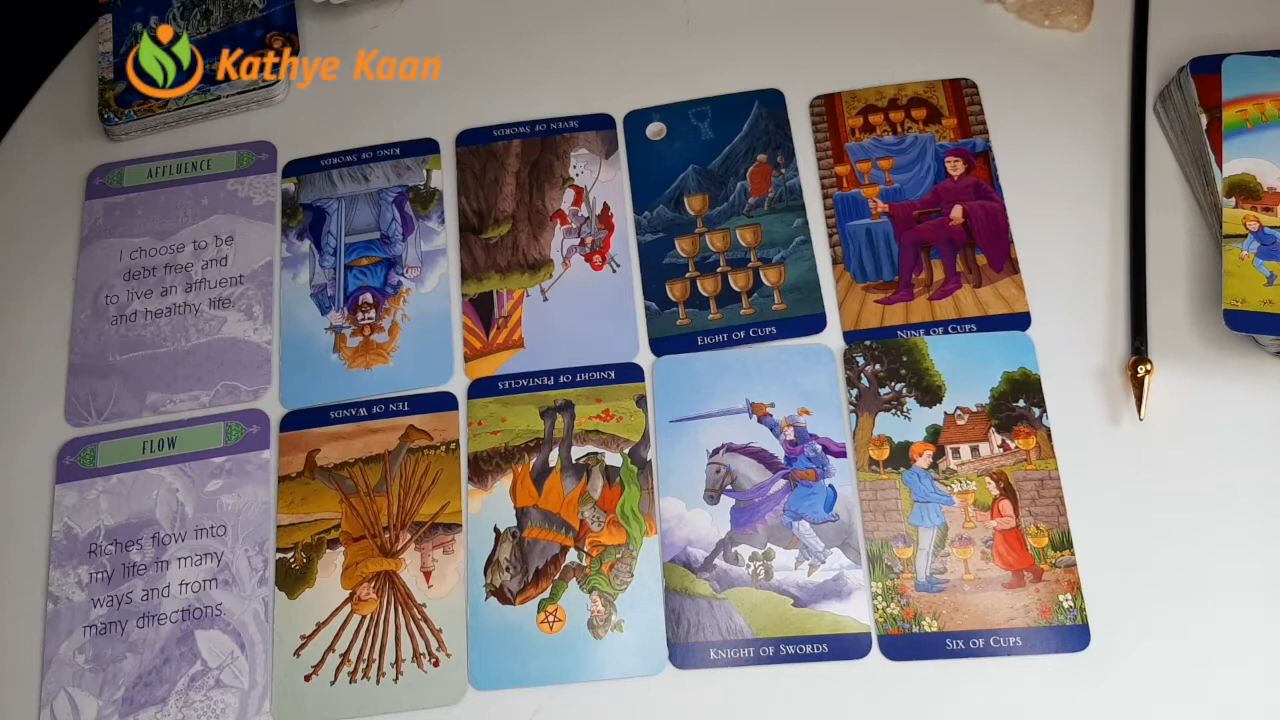 Kathye Kaan
AFFLUENCE
I choose to be
debt free and
to live an affluent
and healthy life.
KING OF SWORDS
SEVEN OF SWORDS
EIGHT OF CUPS
NINE OF CUPS
FLOW
Riches flow into
my life in many
ways and from
many directions.
TEN OF WANDS
KNIGHT OF PENTACLES
KNIGHT OF SWORDS
SIX OF CUPS